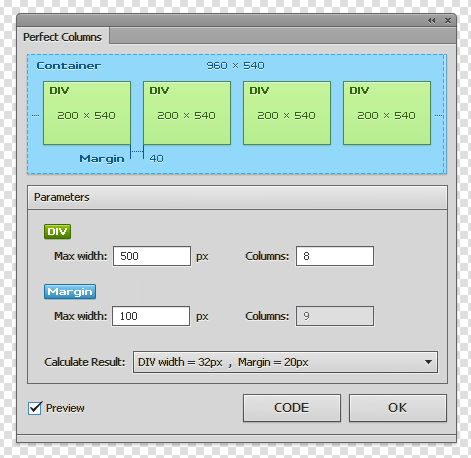 Perfect Columns
Container 960 × 540
DIV DIV DIV DIV
200 × 540 200 × 540 200 × 540 200 × 540
Margin 40
Parameters
DIV
Max width: 500 px Columns: 8
Margin
Max width: 100 px Columns: 9
Calculate Result: DIV width = 32px , Margin = 20px
Preview CODE OK